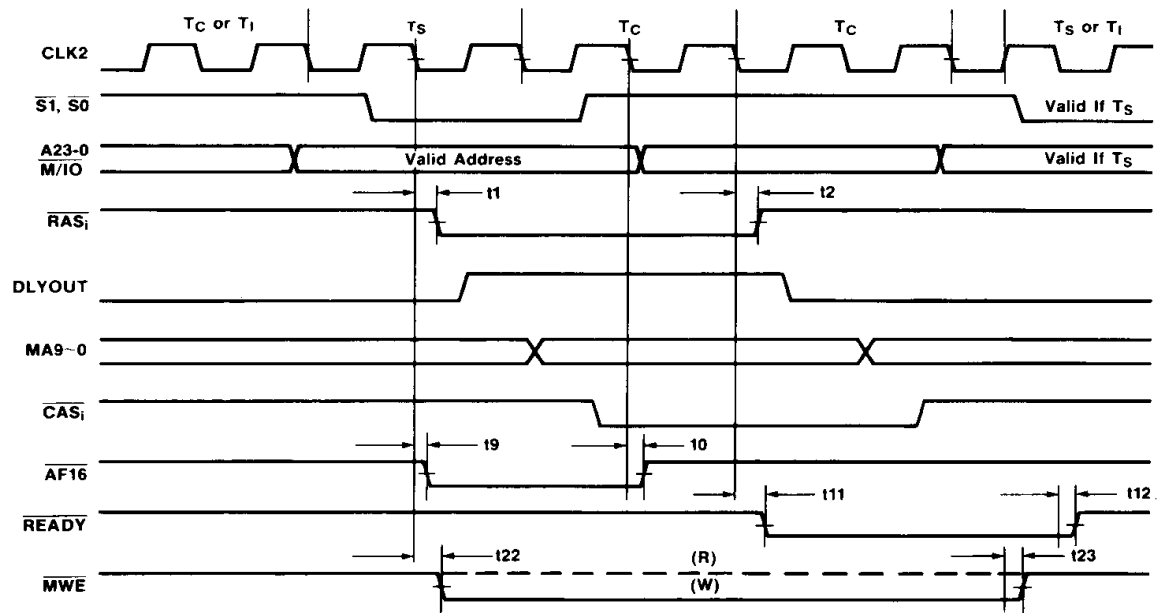 TC or TI TS TC TC TS or TI
CLK2
S1, S0 Valid If TS
A23-0
M/IO Valid Address Valid If TS
t1 t2
RASi
DLYOUT
MA9~0
CASi
t9 10
AF16
t11 t12
READY
t22 (R) t23
MWE (W)